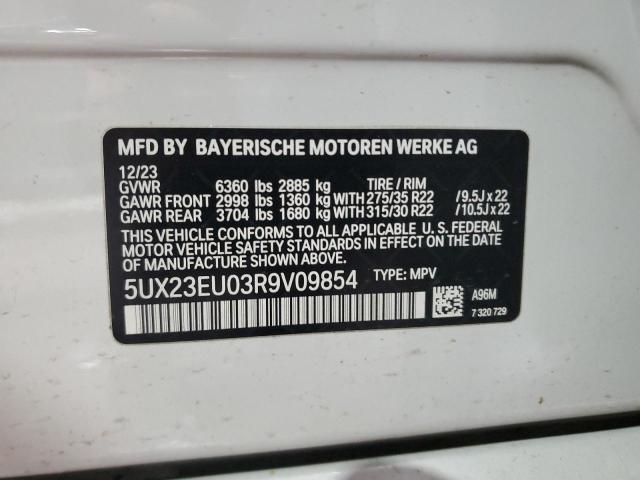 MFD BY BAYERISCHE MOTOREN WERKE AG
12/23
GVWR 6360 lbs 2885 kg TIRE / RIM
GAWR FRONT 2998 lbs 1360 kg WITH 275/35 R22 / 9.5J x 22
GAWR REAR 3704 lbs 1680 kg WITH 315/30 R22 / 10.5J x 22
THIS VEHICLE CONFORMS TO ALL APPLICABLE U. S. FEDERAL
MOTOR VEHICLE SAFETY STANDARDS IN EFFECT ON THE DATE OF
MANUFACTURE SHOWN ABOVE.
5UX23EU03R9V09854 TYPE: MPV
A96M
7 320 729